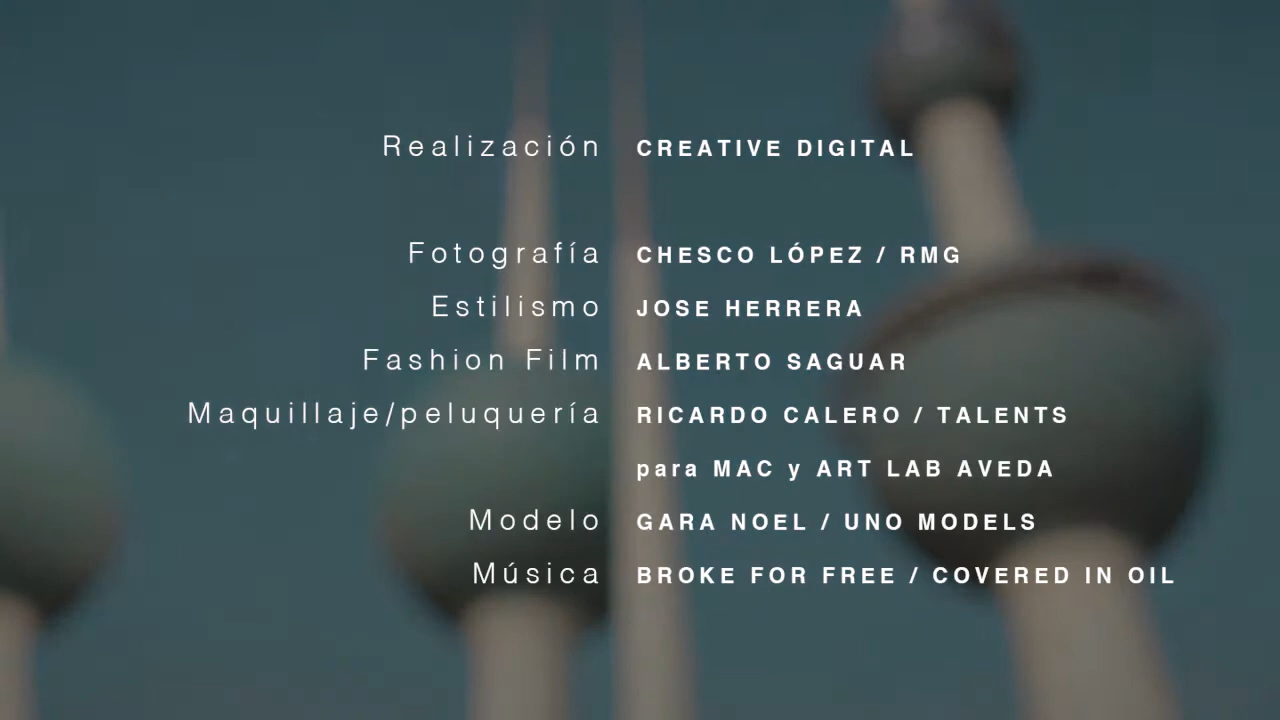 Realización CREATIVE DIGITAL
Fotografía CHESCO LÓPEZ / RMG
Estilismo JOSE HERRERA
Fashion Film ALBERTO SAGUAR
Maquillaje/peluquería RICARDO CALERO / TALENTS
para MAC y ART LAB AVEDA
Modelo GARA NOEL / UNO MODELS
Música BROKE FOR FREE / COVERED IN OIL